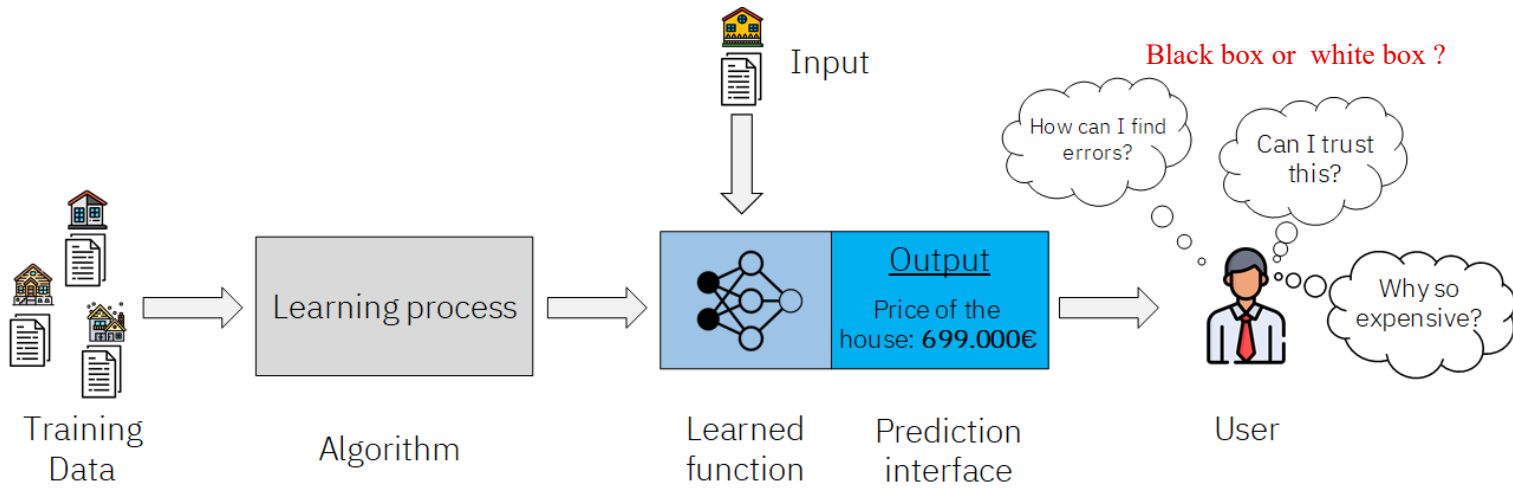 Input
Black box or white box ?
How can I find
errors?
Can I trust
this?
Why so
expensive?
Learning process
Output
Price of the
house: 699.000€
Training
Data
Algorithm
Learned
function
Prediction
interface
User